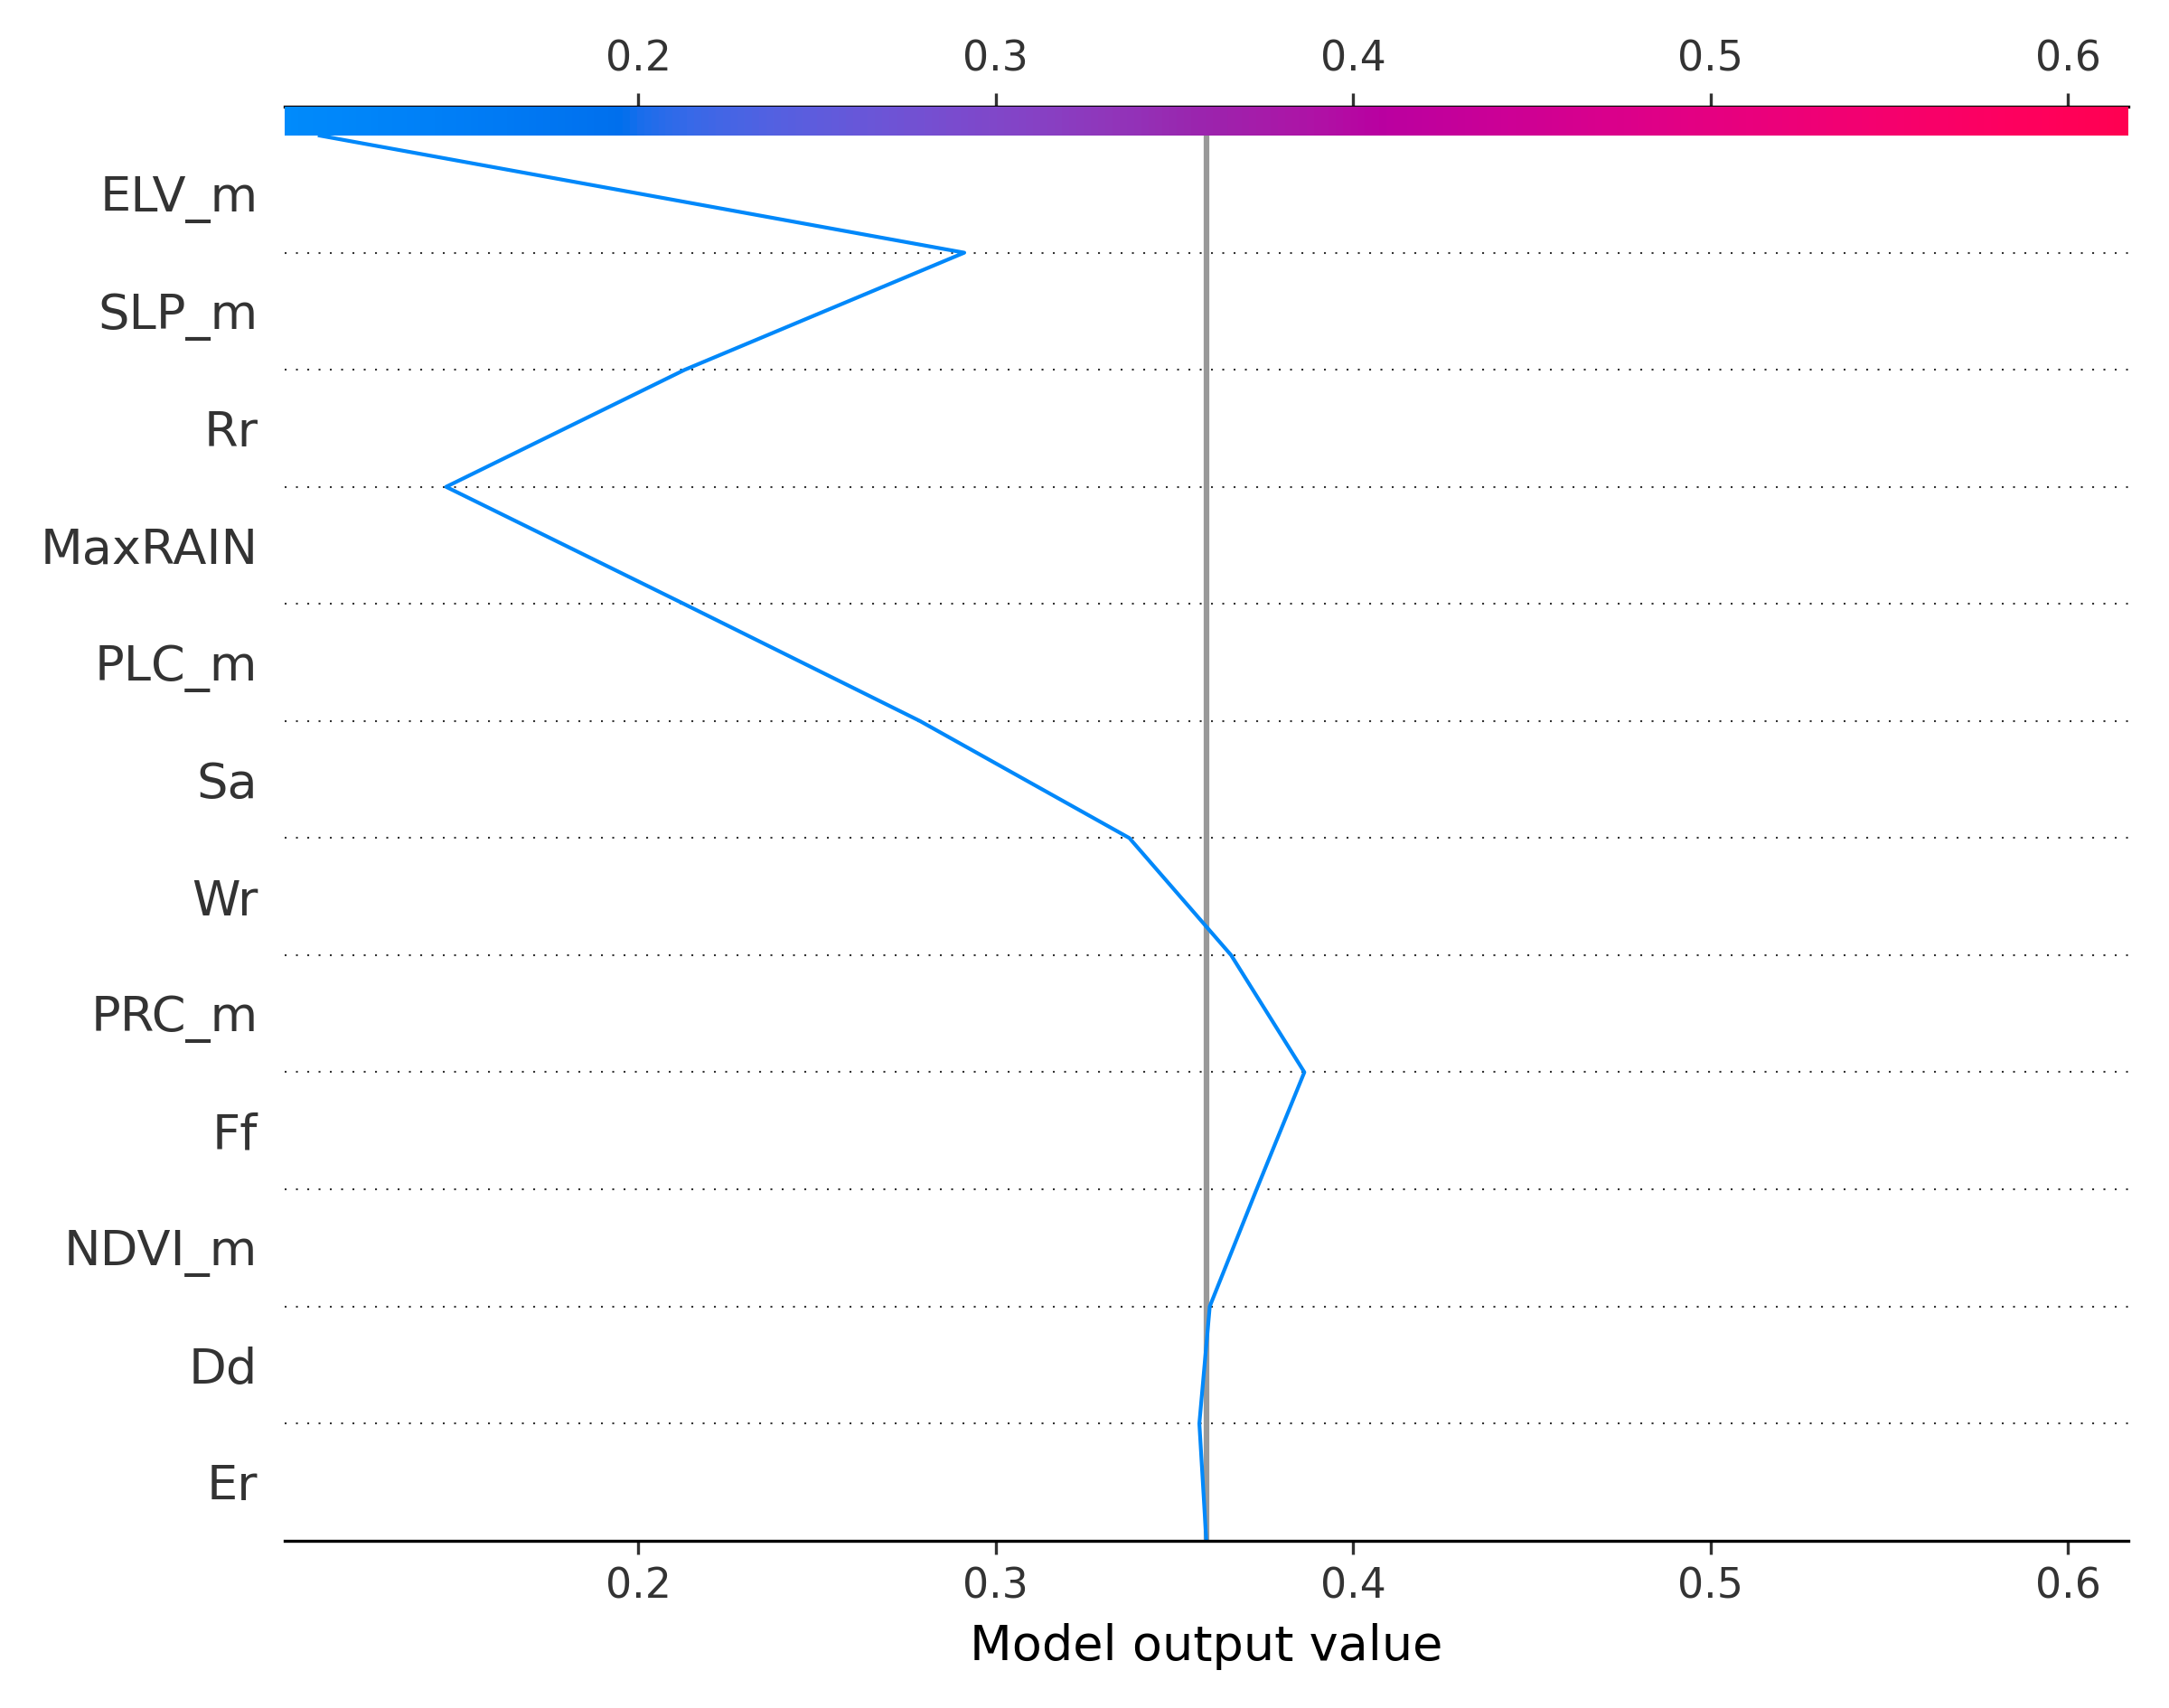 0.2 0.3 0.4 0.5 0.6
ELV_m
SLP_m
Rr
MaxRAIN
PLC_m
Sa
Wr
PRC_m
Ff
NDVI_m
Dd
Er
0.2 0.3 0.4 0.5 0.6
Model output value